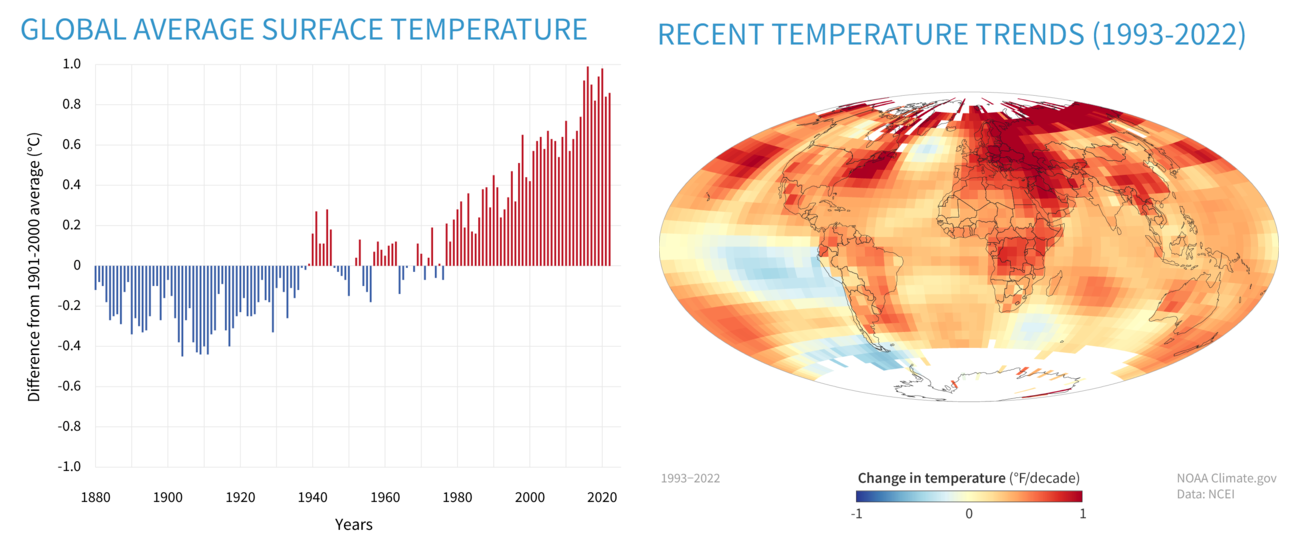 GLOBAL AVERAGE SURFACE TEMPERATURE
Difference from 1901-2000 average (°C)
1.0
0.8
0.6
0.4
0.2
0
-0.2
-0.4
-0.6
-0.8
-1.0
1880 1900 1920 1940 1960 1980 2000 2020
Years
RECENT TEMPERATURE TRENDS (1993-2022)
1993–2022
Change in temperature (°F/decade)
-1 0 1
NOAA Climate.gov
Data: NCEI